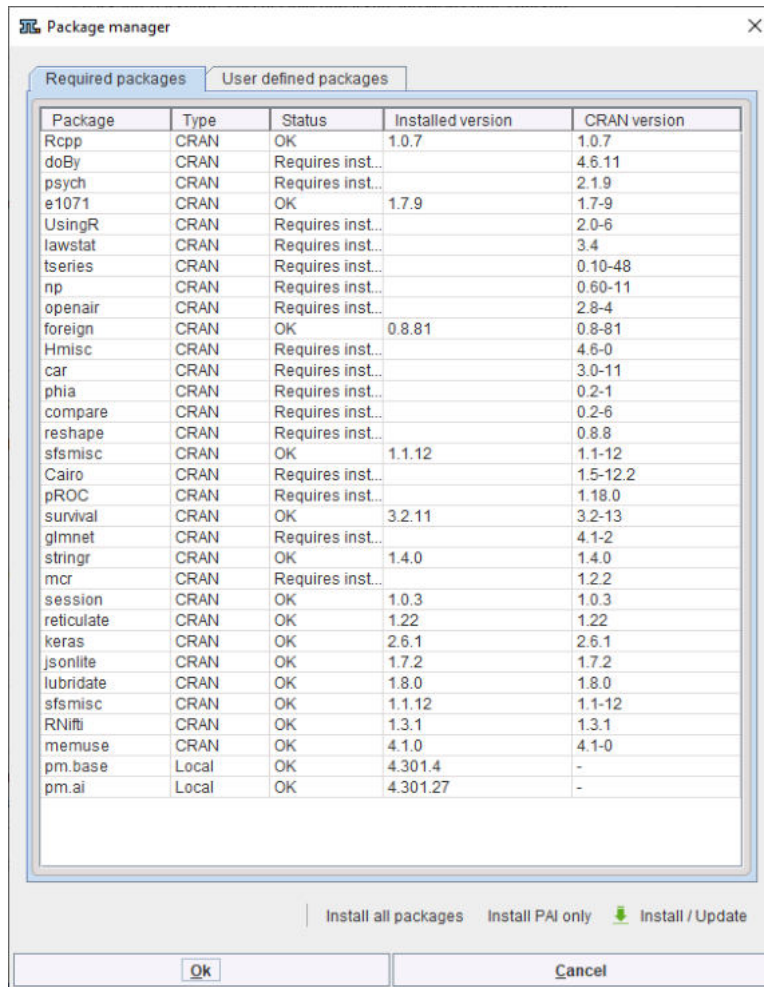 Package manager
Required packages User defined packages
Package Type Status Installed version CRAN version
Rcpp CRAN OK 1.0.7 1.0.7
doBy CRAN Requires inst... 4.6.11
psych CRAN Requires inst... 2.1.9
e1071 CRAN OK 1.7.9 1.7-9
UsingR CRAN Requires inst... 2.0-6
lawstat CRAN Requires inst... 3.4
tseries CRAN Requires inst... 0.10-48
np CRAN Requires inst... 0.60-11
openair CRAN Requires inst... 2.8-4
foreign CRAN OK 0.8.81 0.8-81
Hmisc CRAN Requires inst... 4.6-0
car CRAN Requires inst... 3.0-11
phia CRAN Requires inst... 0.2-1
compare CRAN Requires inst... 0.2-6
reshape CRAN Requires inst... 0.8.8
sfsmisc CRAN OK 1.1.12 1.1-12
Cairo CRAN Requires inst... 1.5-12.2
pROC CRAN Requires inst... 1.18.0
survival CRAN OK 3.2.11 3.2-13
glmnet CRAN Requires inst... 4.1-2
stringr CRAN OK 1.4.0 1.4.0
mcr CRAN Requires inst... 1.2.2
session CRAN OK 1.0.3 1.0.3
reticulate CRAN OK 1.22 1.22
keras CRAN OK 2.6.1 2.6.1
jsonlite CRAN OK 1.7.2 1.7.2
lubridate CRAN OK 1.8.0 1.8.0
sfsmisc CRAN OK 1.1.12 1.1-12
RNifti CRAN OK 1.3.1 1.3.1
memuse CRAN OK 4.1.0 4.1-0
pm.base Local OK 4.301.4 -
pm.ai Local OK 4.301.27 -
Install all packages Install PAI only Install / Update
Ok Cancel